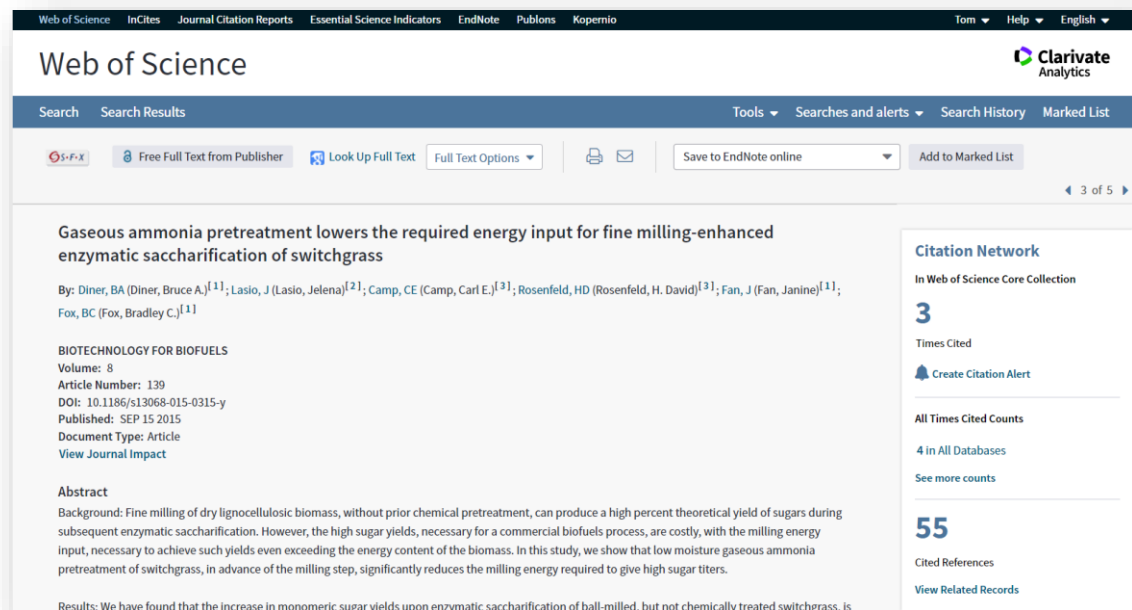 Web of Science InCites Journal Citation Reports Essential Science Indicators EndNote Publons Kopernio Tom Help English
Web of Science
Clarivate
Analytics
Search Search Results Tools Searches and alerts Search History Marked List
S·F·X Free Full Text from Publisher Look Up Full Text Full Text Options Save to EndNote online Add to Marked List
3 of 5
Gaseous ammonia pretreatment lowers the required energy input for fine milling-enhanced
enzymatic saccharification of switchgrass
By: Diner, BA (Diner, Bruce A.)[1]; Lasio, J (Lasio, Jelena)[2]; Camp, CE (Camp, Carl E.)[3]; Rosenfeld, HD (Rosenfeld, H. David)[3]; Fan, J (Fan, Janine)[1];
Fox, BC (Fox, Bradley C.)[1]
BIOTECHNOLOGY FOR BIOFUELS
Volume: 8
Article Number: 139
DOI: 10.1186/s13068-015-0315-y
Published: SEP 15 2015
Document Type: Article
View Journal Impact
Abstract
Background: Fine milling of dry lignocellulosic biomass, without prior chemical pretreatment, can produce a high percent theoretical yield of sugars during
subsequent enzymatic saccharification. However, the high sugar yields, necessary for a commercial biofuels process, are costly, with the milling energy
input, necessary to achieve such yields even exceeding the energy content of the biomass. In this study, we show that low moisture gaseous ammonia
pretreatment of switchgrass, in advance of the milling step, significantly reduces the milling energy required to give high sugar titers.
Results: We have found that the increase in monomeric sugar yields upon enzymatic saccharification of ball-milled, but not chemically treated switchgrass, is
Citation Network
In Web of Science Core Collection
3
Times Cited
Create Citation Alert
All Times Cited Counts
4 in All Databases
See more counts
55
Cited References
View Related Records